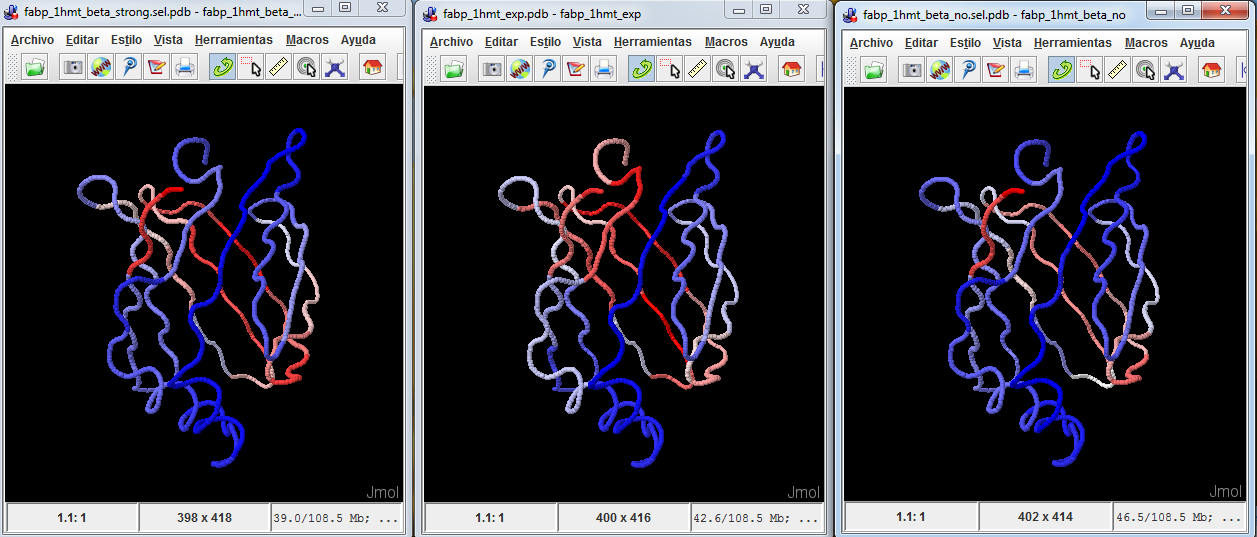 fabp_1hmt_beta_strong.sel.pdb - fabp_1hmt_beta_...
Archivo Editar Estilo Vista Herramientas Macros Ayuda
Jmol
1.1: 1 398 x 418 39.0/108.5 Mb; ...
fabp_1hmt_exp.pdb - fabp_1hmt_exp
Archivo Editar Estilo Vista Herramientas Macros Ayuda
Jmol
1.1: 1 400 x 416 42.6/108.5 Mb; ...
fabp_1hmt_beta_no.sel.pdb - fabp_1hmt_beta_no
Archivo Editar Estilo Vista Herramientas Macros Ayuda
Jmol
1.1: 1 402 x 414 46.5/108.5 Mb; ...